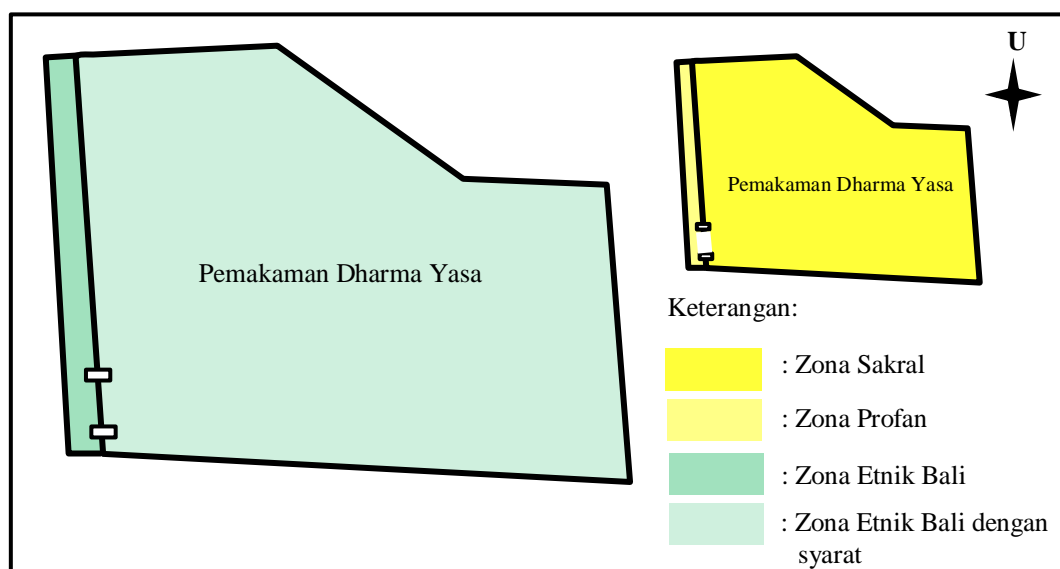 U
Pemakaman Dharma Yasa
Pemakaman Dharma Yasa
Keterangan:
: Zona Sakral
: Zona Profan
: Zona Etnik Bali
: Zona Etnik Bali dengan
syarat